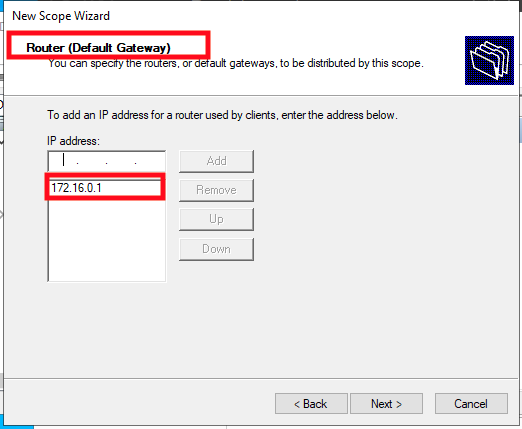 New Scope Wizard
Router (Default Gateway)
You can specify the routers, or default gateways, to be distributed by this scope.
To add an IP address for a router used by clients, enter the address below.
IP address:
. . .
Add
172.16.0.1
Remove
Up
Down
< Back
Next >
Cancel